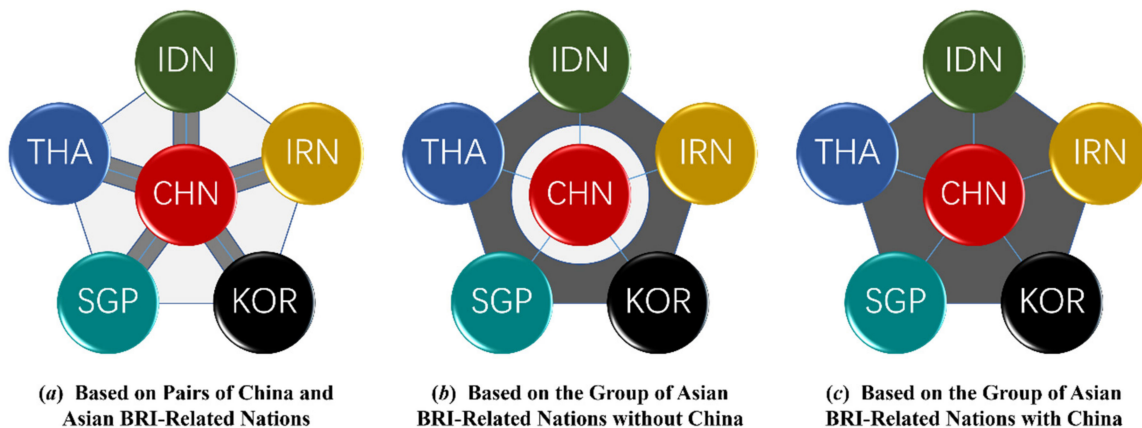 IDN
THA
IRN
CHN
SGP
KOR
(a) Based on Pairs of China and
Asian BRI-Related Nations
IDN
THA
IRN
CHN
SGP
KOR
(b) Based on the Group of Asian
BRI-Related Nations without China
IDN
THA
IRN
CHN
SGP
KOR
(c) Based on the Group of Asian
BRI-Related Nations with China